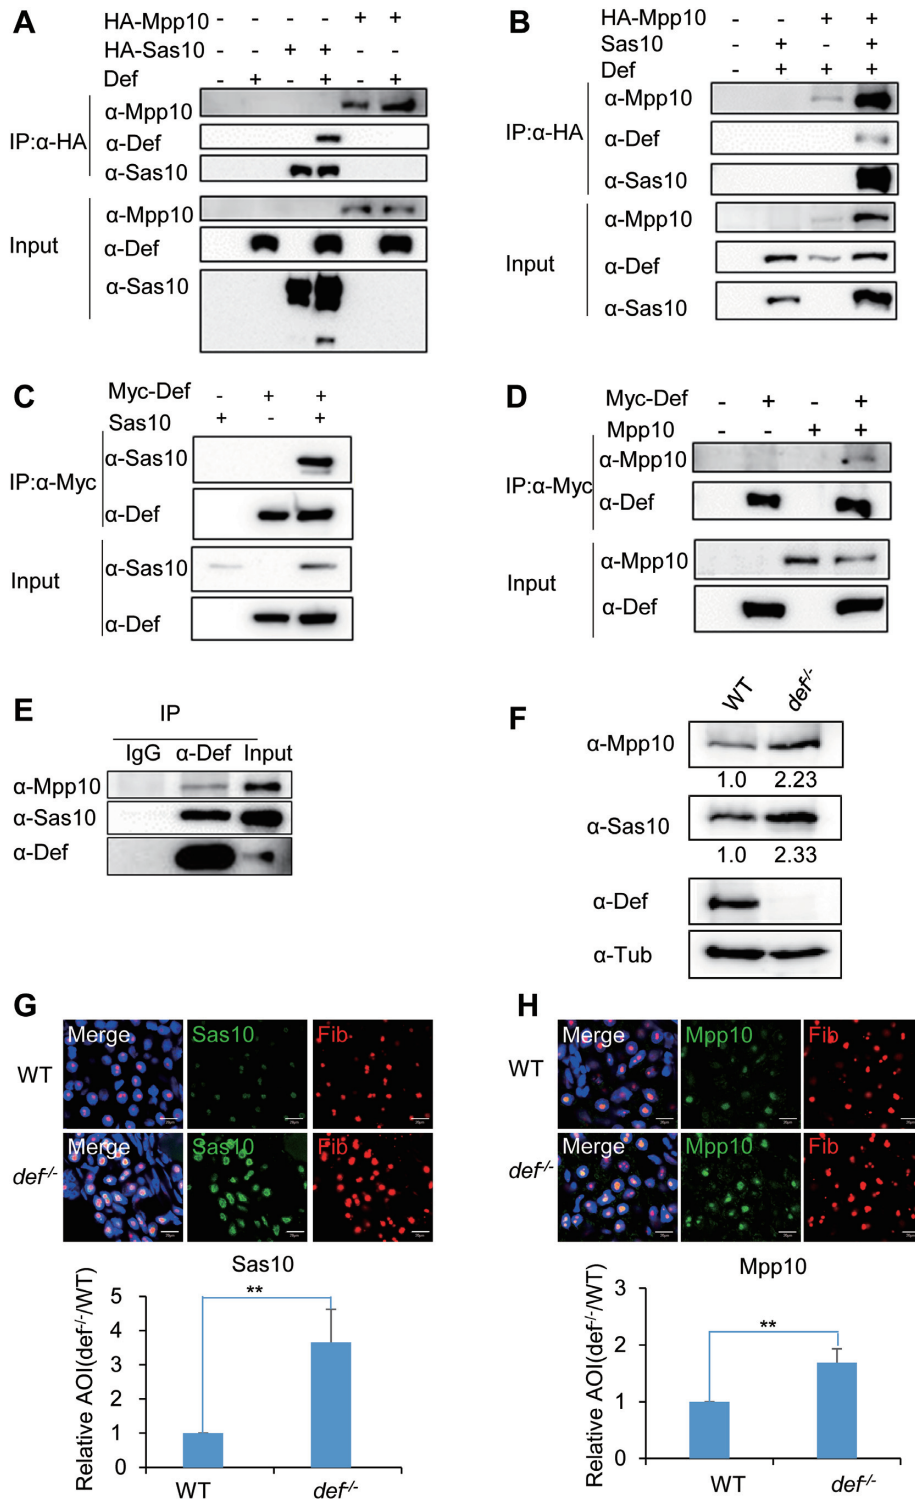 A
HA-Mpp10 - - - - + +
HA-Sas10 - - + + - -
Def - + - + - +
IP:α-HA
α-Mpp10
α-Def
α-Sas10
Input
α-Mpp10
α-Def
α-Sas10
B
HA-Mpp10 - - + +
Sas10 - + - +
Def - + + +
IP:α-HA
α-Mpp10
α-Def
α-Sas10
Input
α-Mpp10
α-Def
α-Sas10
C
Myc-Def - + +
Sas10 + - +
IP:α-Myc
α-Sas10
α-Def
Input
α-Sas10
α-Def
D
Myc-Def - + - +
Mpp10 - - + +
IP:α-Myc
α-Mpp10
α-Def
Input
α-Mpp10
α-Def
E
IP
IgG α-Def Input
α-Mpp10
α-Sas10
α-Def
F
WT def-/-
α-Mpp10
1.0 2.23
α-Sas10
1.0 2.33
α-Def
α-Tub
G
Merge Sas10 Fib
WT
Merge Sas10 Fib
def-/-
Sas10
Relative AOI(def-/-/WT)
5
4
3
2
1
0
**
WT def-/-
H
Merge Mpp10 Fib
WT
Merge Mpp10 Fib
def-/-
Mpp10
Relative AOI(def-/-/WT)
3
2
1
0
**
WT def-/-